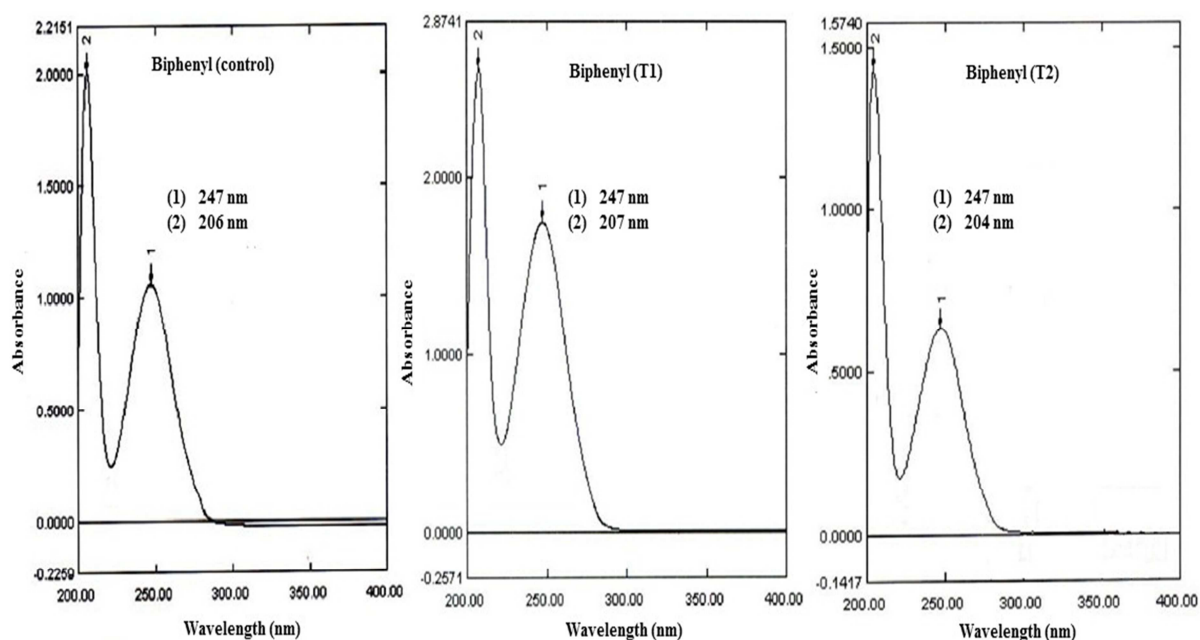 2.2151
2
2.0000
Biphenyl (control)
1.5000
(1) 247 nm
(2) 206 nm
1
1.0000
0.5000
0.0000
-0.2259
200.00 250.00 300.00 350.00 400.00
Absorbance
Wavelength (nm)
2.8741
2
Biphenyl (T1)
2.0000
1
(1) 247 nm
(2) 207 nm
1.0000
0.0000
-0.2571
200.00 250.00 300.00 350.00 400.00
Absorbance
Wavelength (nm)
1.5740
2
1.5000
Biphenyl (T2)
(1) 247 nm
(2) 204 nm
1.0000
1
.5000
0.0000
-0.1417
200.00 250.00 300.00 350.00 400.00
Absorbance
Wavelength (nm)